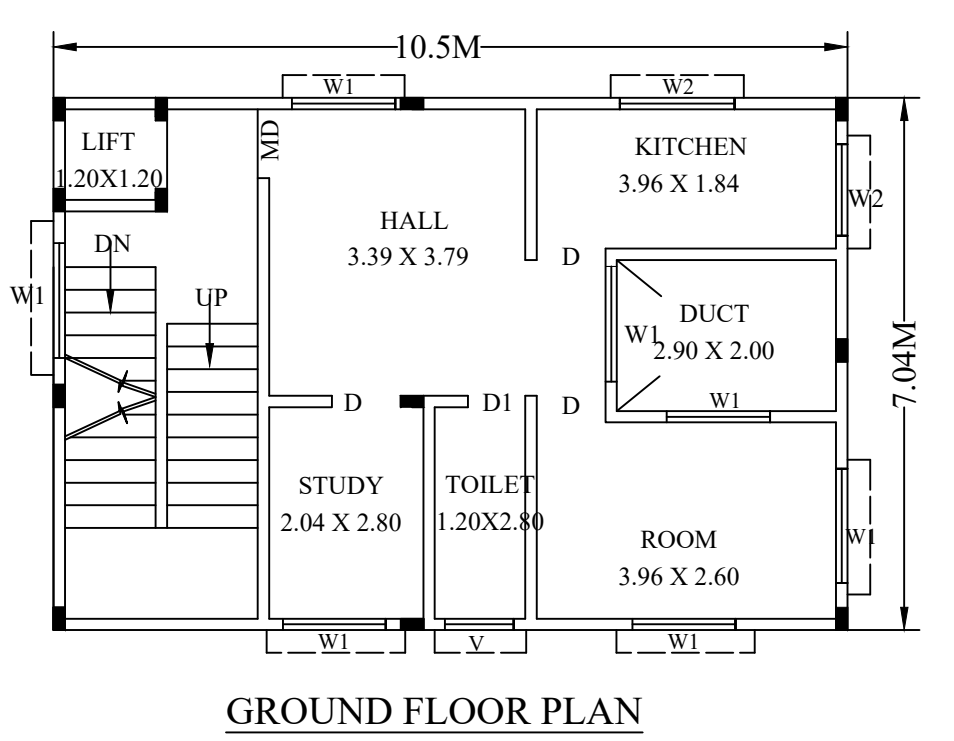 10.5M
W1
W2
LIFT
1.20X1.20
MD
KITCHEN
3.96 X 1.84
W2
HALL
3.39 X 3.79
DN
D
W1
UP
DUCT
2.90 X 2.00
W1
7.04M
D
D1
D
W1
STUDY
2.04 X 2.80
TOILET
1.20X2.80
ROOM
3.96 X 2.60
W1
W1
V
W1
GROUND FLOOR PLAN